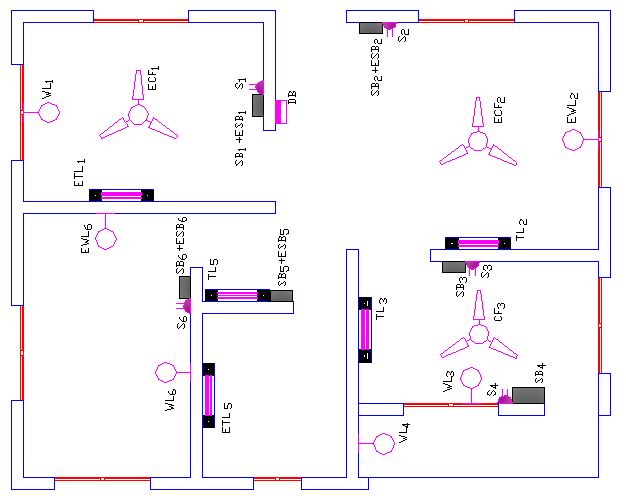 WL1
ECF1
S1
SB1+ESB1
DB
ETL1
SB2+ESB2
S2
ECF2
EWL2
TL2
EWL6
SB6+ESB6
S6
TL5
SB5+ESB5
WL6
ETL5
TL3
SB3
S3
CF3
WL3
S4
SB4
WL4